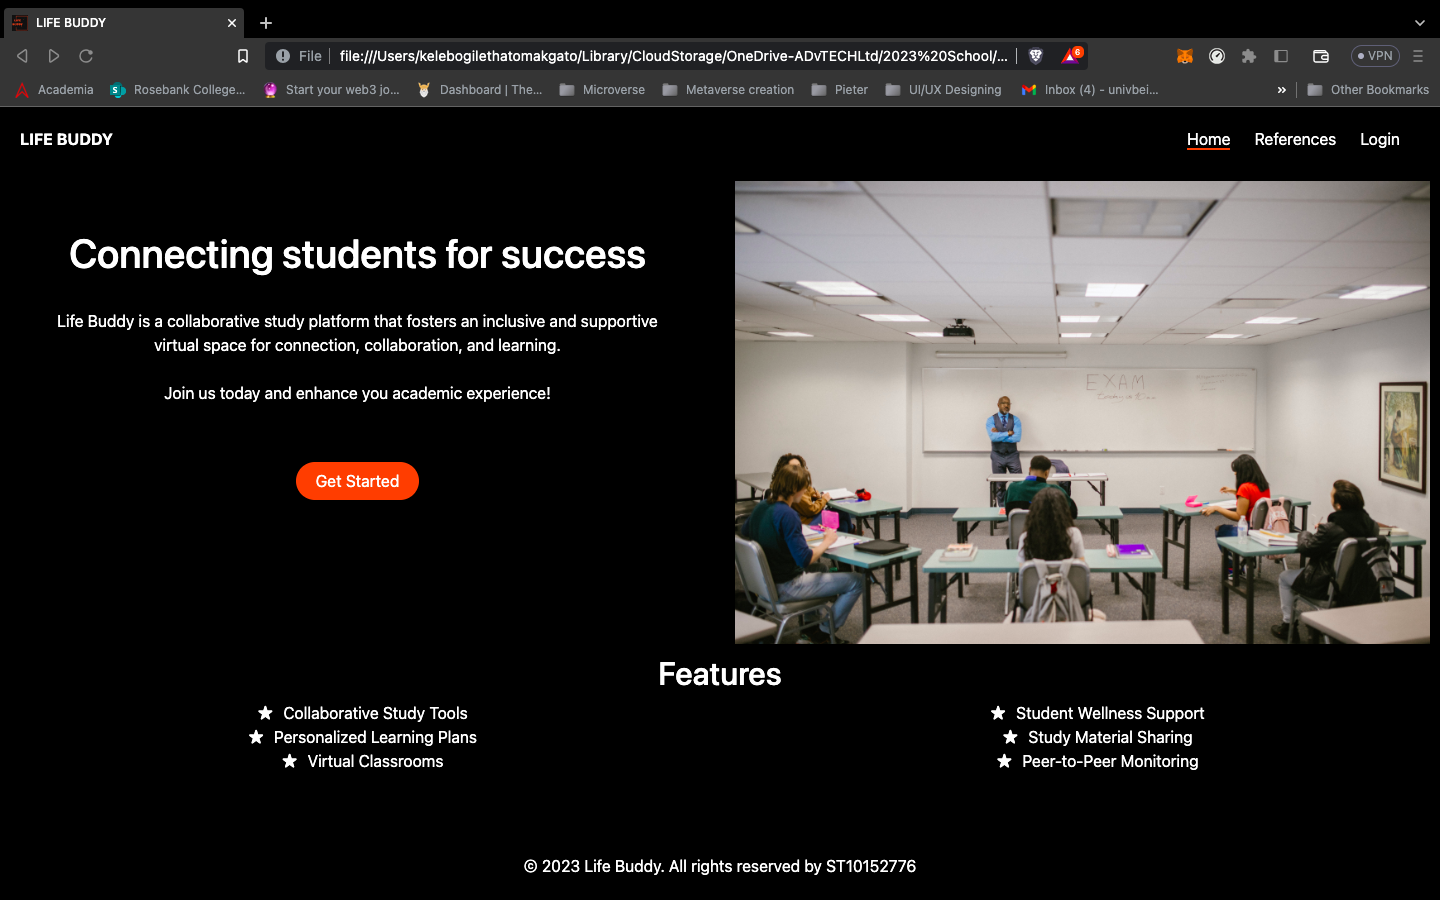 LIFE BUDDY
File
file:///Users/kelebogilethatomakgato/Library/CloudStorage/OneDrive-ADvTECHLtd/2023%20School/...
6
VPN
Academia
Rosebank College...
Start your web3 jo...
Dashboard | The...
Microverse
Metaverse creation
Pieter
UI/UX Designing
Inbox (4) - univbei...
»
Other Bookmarks
LIFE BUDDY
Home
References
Login
Connecting students for success
Life Buddy is a collaborative study platform that fosters an inclusive and supportive
virtual space for connection, collaboration, and learning.
Join us today and enhance you academic experience!
Get Started
EXAM
Features
Collaborative Study Tools
Personalized Learning Plans
Virtual Classrooms
Student Wellness Support
Study Material Sharing
Peer-to-Peer Monitoring
© 2023 Life Buddy. All rights reserved by ST10152776